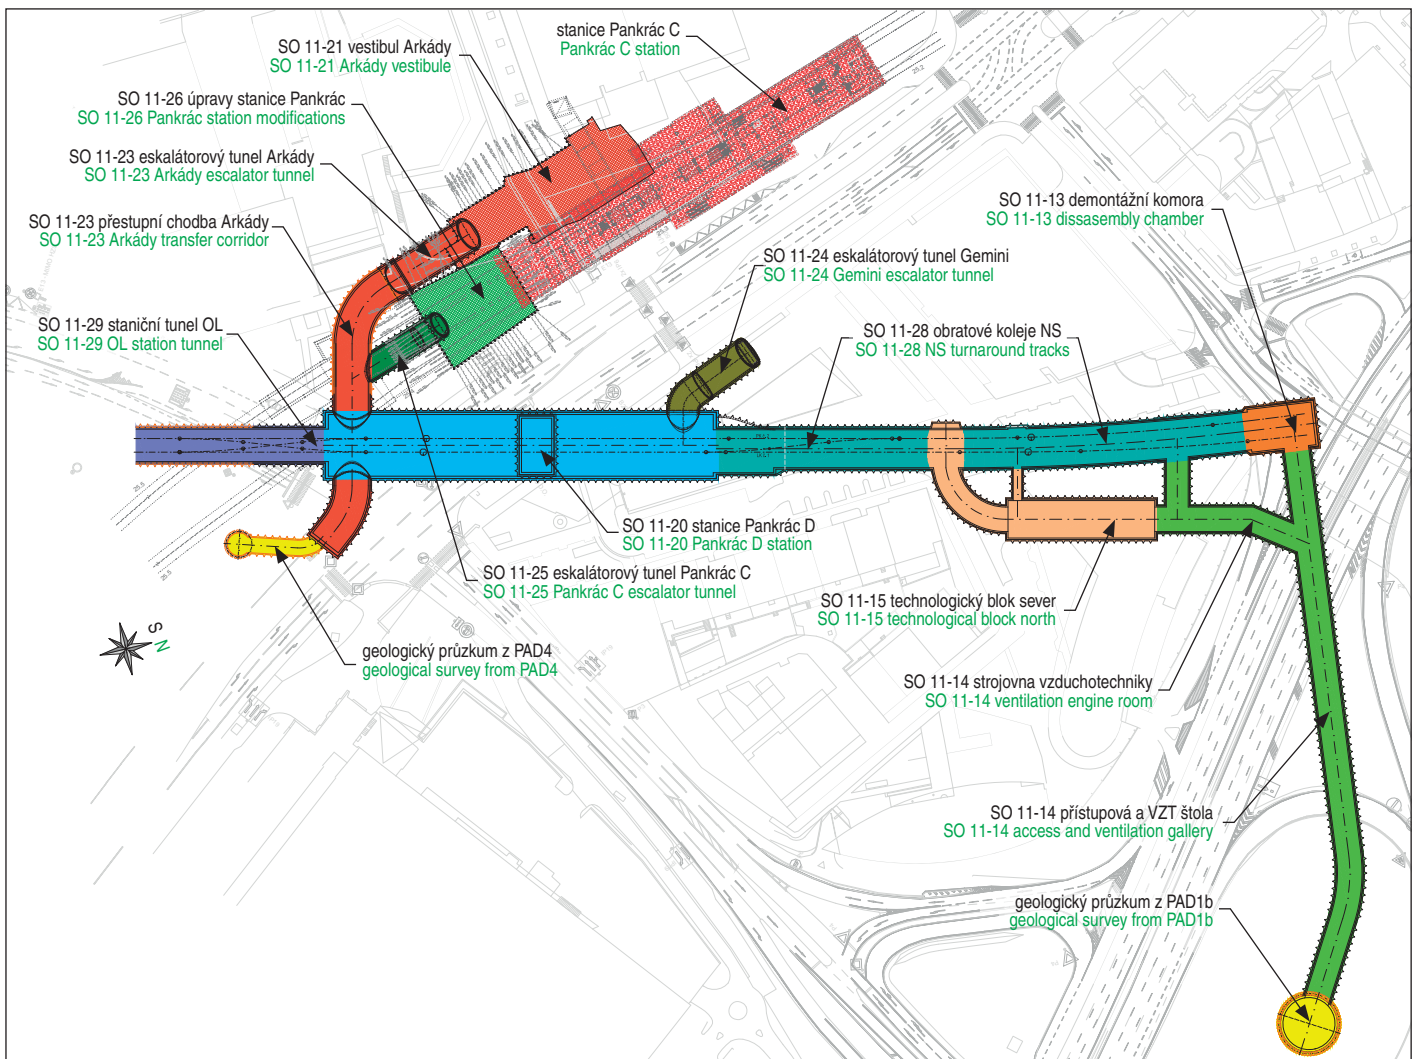 stanice Pankrác C
Pankrác C station
SO 11-21 vestibul Arkády
SO 11-21 Arkády vestibule
SO 11-26 úpravy stanice Pankrác
SO 11-26 Pankrác station modifications
SO 11-23 eskalátorový tunel Arkády
SO 11-23 Arkády escalator tunnel
SO 11-13 demontážní komora
SO 11-13 dissasembly chamber
SO 11-23 přestupní chodba Arkády
SO 11-23 Arkády transfer corridor
SO 11-24 eskalátorový tunel Gemini
SO 11-24 Gemini escalator tunnel
SO 11-29 staniční tunel OL
SO 11-29 OL station tunnel
SO 11-28 obratové koleje NS
SO 11-28 NS turnaround tracks
SO 11-20 stanice Pankrác D
SO 11-20 Pankrác D station
SO 11-25 eskalátorový tunel Pankrác C
SO 11-25 Pankrác C escalator tunnel
SO 11-15 technologický blok sever
SO 11-15 technological block north
S
N
geologický průzkum z PAD4
geological survey from PAD4
SO 11-14 strojovna vzduchotechniky
SO 11-14 ventilation engine room
SO 11-14 přístupová a VZT štola
SO 11-14 access and ventilation gallery
geologický průzkum z PAD1b
geological survey from PAD1b
25,2
25,5
25,5